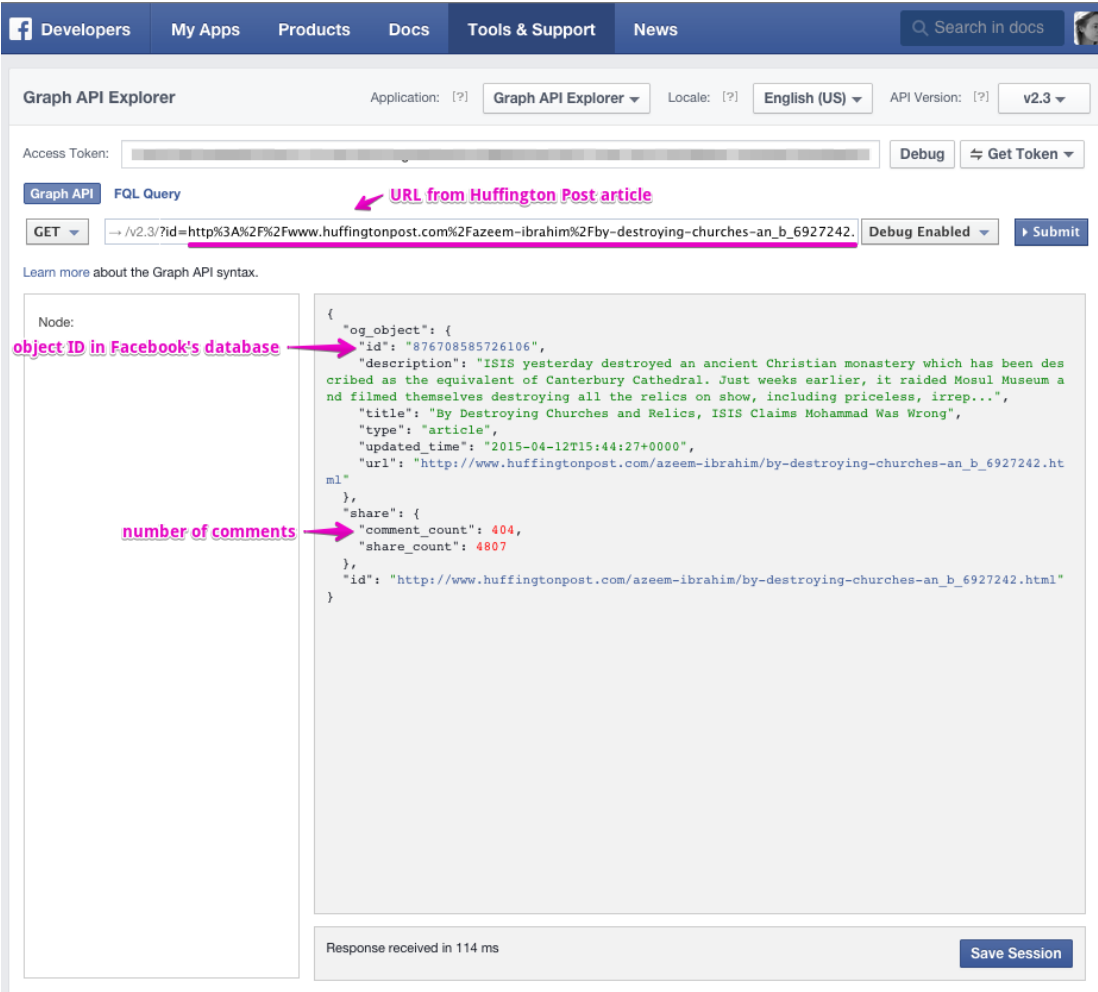 Developers My Apps Products Docs Tools & Support News Search in docs
Graph API Explorer Application: [?] Graph API Explorer Locale: [?] English (US) API Version: [?] v2.3
Access Token: Debug Get Token
Graph API FQL Query URL from Huffington Post article
GET → /v2.3/?id=http%3A%2F%2Fwww.huffingtonpost.com%2Fazeem-ibrahim%2Fby-destroying-churches-an_b_6927242. Debug Enabled Submit
Learn more about the Graph API syntax.
Node:
object ID in Facebook's database
number of comments
{
"og_object": {
"id": "876708585726106",
"description": "ISIS yesterday destroyed an ancient Christian monastery which has been des
cribed as the equivalent of Canterbury Cathedral. Just weeks earlier, it raided Mosul Museum a
nd filmed themselves destroying all the relics on show, including priceless, irrep...",
"title": "By Destroying Churches and Relics, ISIS Claims Mohammad Was Wrong",
"type": "article",
"updated_time": "2015-04-12T15:44:27+0000",
"url": "http://www.huffingtonpost.com/azeem-ibrahim/by-destroying-churches-an_b_6927242.ht
ml"
},
"share": {
"comment_count": 404,
"share_count": 4807
},
"id": "http://www.huffingtonpost.com/azeem-ibrahim/by-destroying-churches-an_b_6927242.html"
}
Response received in 114 ms Save Session